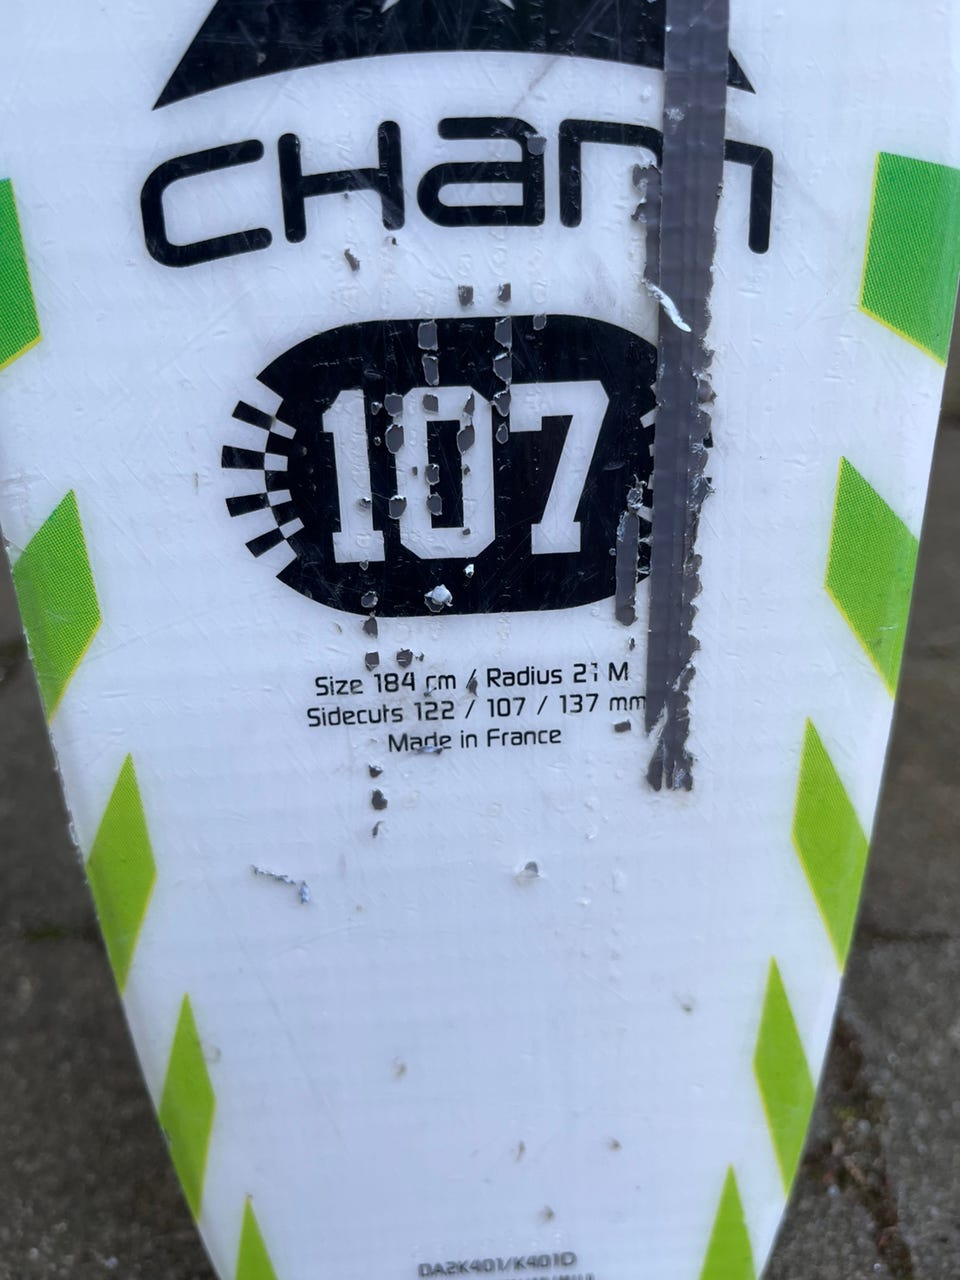 CHam
107
Size 184 cm / Radius 21 M
Sidecuts 122 / 107 / 137 mm
Made in France
DA2K401/K401D